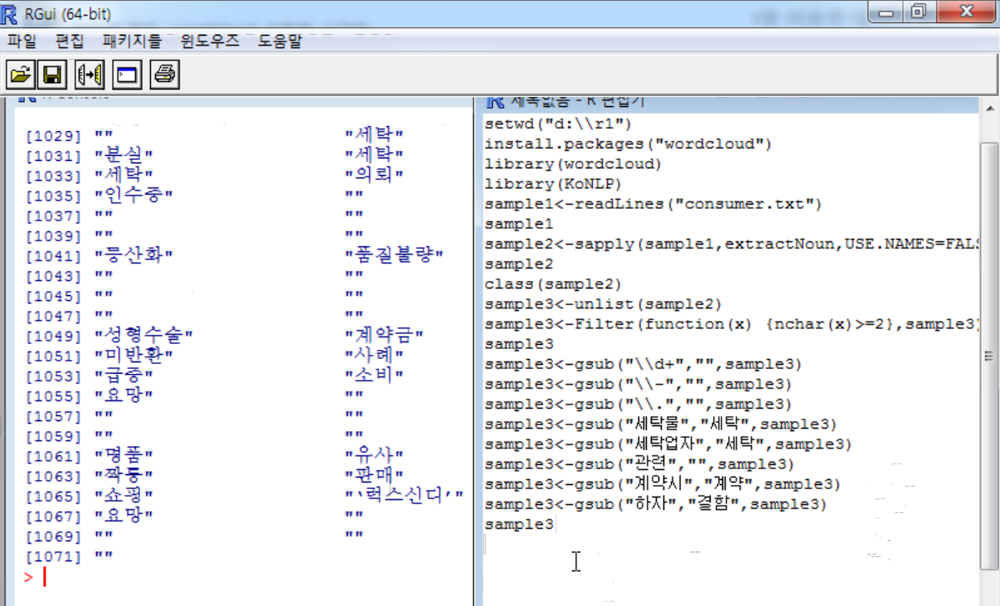 RGui (64-bit)
파일 편집 패키지들 윈도우즈 도움말
[1029] "" "세탁"
[1031] "분실" "세탁"
[1033] "세탁" "의뢰"
[1035] "인수증" ""
[1037] "" ""
[1039] "" ""
[1041] "등산화" "품질불량"
[1043] "" ""
[1045] "" ""
[1047] "" ""
[1049] "성형수술" "계약금"
[1051] "미반환" "사례"
[1053] "급증" "소비"
[1055] "요망" ""
[1057] "" ""
[1059] "" ""
[1061] "명품" "유사"
[1063] "짝퉁" "판매"
[1065] "쇼핑" "‘럭스신디’"
[1067] "요망" ""
[1069] "" ""
[1071] ""
>
제목없음 - R 편집기
setwd("d:\\r1")
install.packages("wordcloud")
library(wordcloud)
library(KoNLP)
sample1<-readLines("consumer.txt")
sample1
sample2<-sapply(sample1,extractNoun,USE.NAMES=FALS
sample2
class(sample2)
sample3<-unlist(sample2)
sample3<-Filter(function(x) {nchar(x)>=2},sample3)
sample3
sample3<-gsub("\\d+","",sample3)
sample3<-gsub("\\-","",sample3)
sample3<-gsub("\\.","",sample3)
sample3<-gsub("세탁물","세탁",sample3)
sample3<-gsub("세탁업자","세탁",sample3)
sample3<-gsub("관련","",sample3)
sample3<-gsub("계약시","계약",sample3)
sample3<-gsub("하자","결함",sample3)
sample3